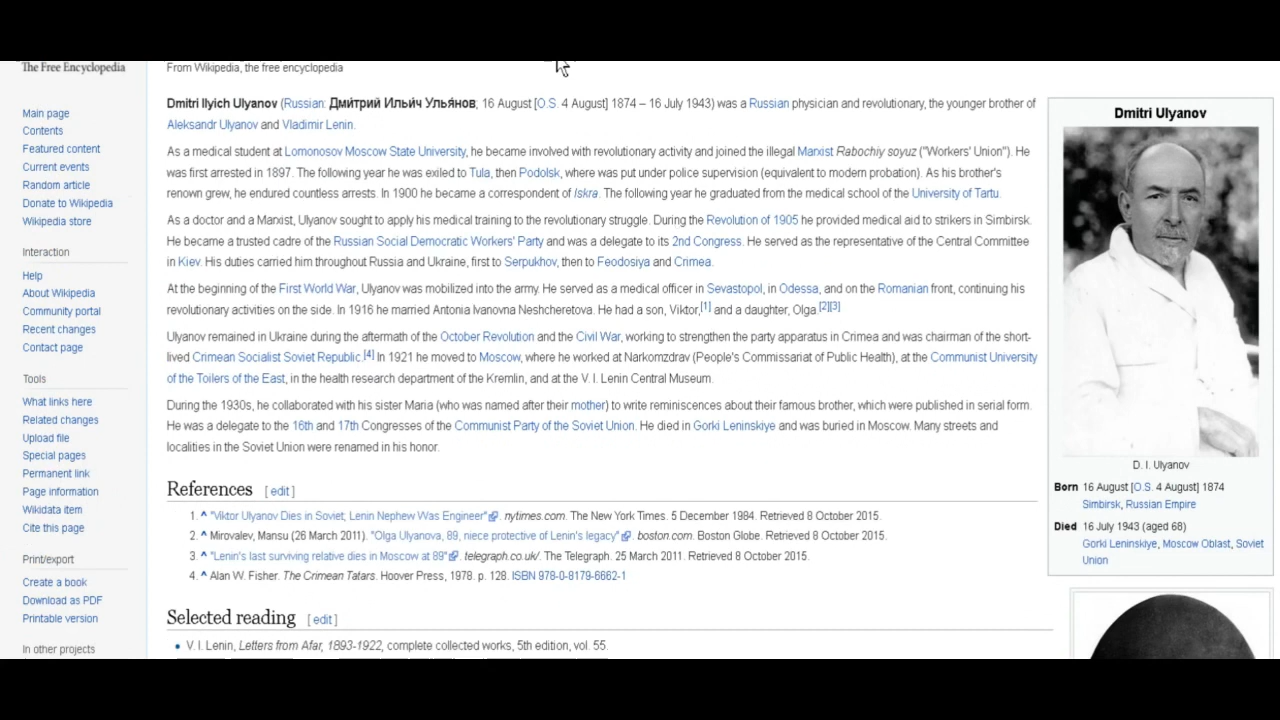 The Free Encyclopedia
From Wikipedia, the free encyclopedia
Main page
Contents
Featured content
Current events
Random article
Donate to Wikipedia
Wikipedia store
Interaction
Help
About Wikipedia
Community portal
Recent changes
Contact page
Tools
What links here
Related changes
Upload file
Special pages
Permanent link
Page information
Wikidata item
Cite this page
Print/export
Create a book
Download as PDF
Printable version
In other projects
Dmitri Ilyich Ulyanov (Russian: Дми́трий Ильи́ч Улья́нов; 16 August [O.S. 4 August] 1874 – 16 July 1943) was a Russian physician and revolutionary, the younger brother of
Aleksandr Ulyanov and Vladimir Lenin.
As a medical student at Lomonosov Moscow State University, he became involved with revolutionary activity and joined the illegal Marxist Rabochiy soyuz ("Workers' Union"). He
was first arrested in 1897. The following year he was exiled to Tula, then Podolsk, where was put under police supervision (equivalent to modern probation). As his brother's
renown grew, he endured countless arrests. In 1900 he became a correspondent of Iskra. The following year he graduated from the medical school of the University of Tartu.
As a doctor and a Marxist, Ulyanov sought to apply his medical training to the revolutionary struggle. During the Revolution of 1905 he provided medical aid to strikers in Simbirsk.
He became a trusted cadre of the Russian Social Democratic Workers' Party and was a delegate to its 2nd Congress. He served as the representative of the Central Committee
in Kiev. His duties carried him throughout Russia and Ukraine, first to Serpukhov, then to Feodosiya and Crimea.
At the beginning of the First World War, Ulyanov was mobilized into the army. He served as a medical officer in Sevastopol, in Odessa, and on the Romanian front, continuing his
revolutionary activities on the side. In 1916 he married Antonia Ivanovna Neshcheretova. He had a son, Viktor,[1] and a daughter, Olga.[2][3]
Ulyanov remained in Ukraine during the aftermath of the October Revolution and the Civil War, working to strengthen the party apparatus in Crimea and was chairman of the short-
lived Crimean Socialist Soviet Republic.[4] In 1921 he moved to Moscow, where he worked at Narkomzdrav (People's Commissariat of Public Health), at the Communist University
of the Toilers of the East, in the health research department of the Kremlin, and at the V. I. Lenin Central Museum.
During the 1930s, he collaborated with his sister Maria (who was named after their mother) to write reminiscences about their famous brother, which were published in serial form.
He was a delegate to the 16th and 17th Congresses of the Communist Party of the Soviet Union. He died in Gorki Leninskiye and was buried in Moscow. Many streets and
localities in the Soviet Union were renamed in his honor.
References [ edit ]
1. ^ "Viktor Ulyanov Dies in Soviet; Lenin Nephew Was Engineer". nytimes.com. The New York Times. 5 December 1984. Retrieved 8 October 2015.
2. ^ Mirovalev, Mansu (26 March 2011). "Olga Ulyanova, 89, niece protective of Lenin's legacy". boston.com. Boston Globe. Retrieved 8 October 2015.
3. ^ "Lenin's last surviving relative dies in Moscow at 89". telegraph.co.uk/. The Telegraph. 25 March 2011. Retrieved 8 October 2015.
4. ^ Alan W. Fisher. The Crimean Tatars. Hoover Press, 1978. p. 128. ISBN 978-0-8179-6662-1
Selected reading [ edit ]
• V. I. Lenin, Letters from Afar, 1893-1922, complete collected works, 5th edition, vol. 55.
Dmitri Ulyanov
D. I. Ulyanov
Born 16 August [O.S. 4 August] 1874
Simbirsk, Russian Empire
Died 16 July 1943 (aged 68)
Gorki Leninskiye, Moscow Oblast, Soviet
Union